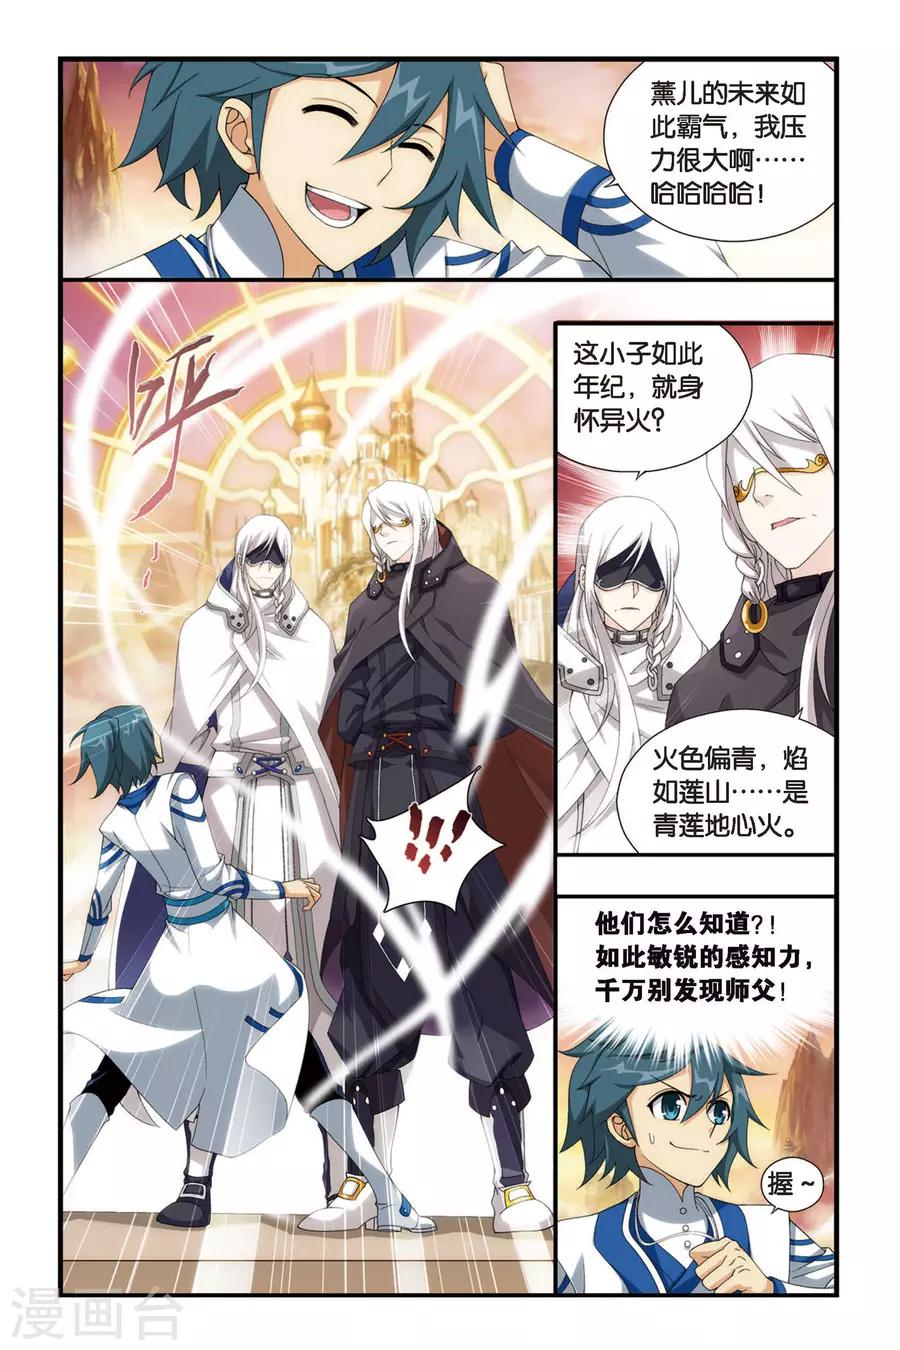 薰儿的未来如
此霸气，我压
力很大啊……
哈哈哈哈！
呯
这小子如此
年纪，就身
怀异火？
!!!
火色偏青，焰
如莲山……是
青莲地心火。
他们怎么知道？！
如此敏锐的感知力，
千万别发现师父！
握～
漫画台